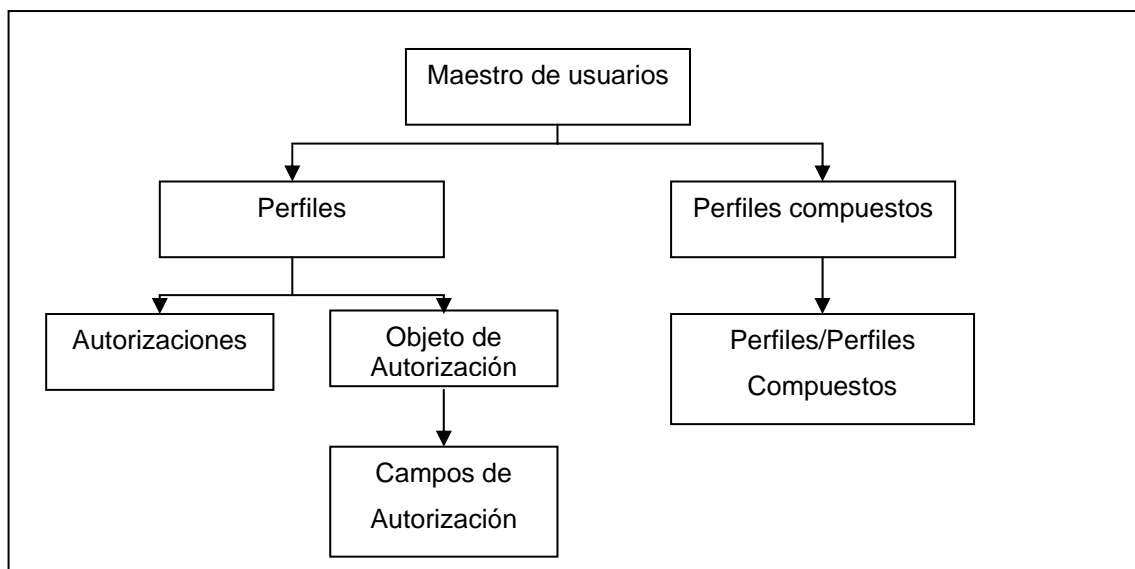 Maestro de usuarios
Perfiles
Perfiles compuestos
Autorizaciones
Objeto de
Autorización
Perfiles/Perfiles
Compuestos
Campos de
Autorización